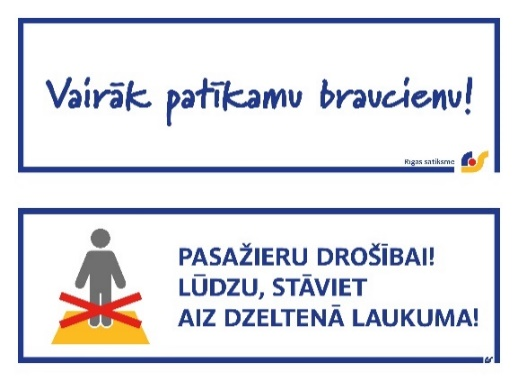 Vairāk patīkamu braucienu!
Rīgas satiksme
PASAŽIERU DROŠĪBAI!
LŪDZU, STĀVIET
AIZ DZELTENĀ LAUKUMA!